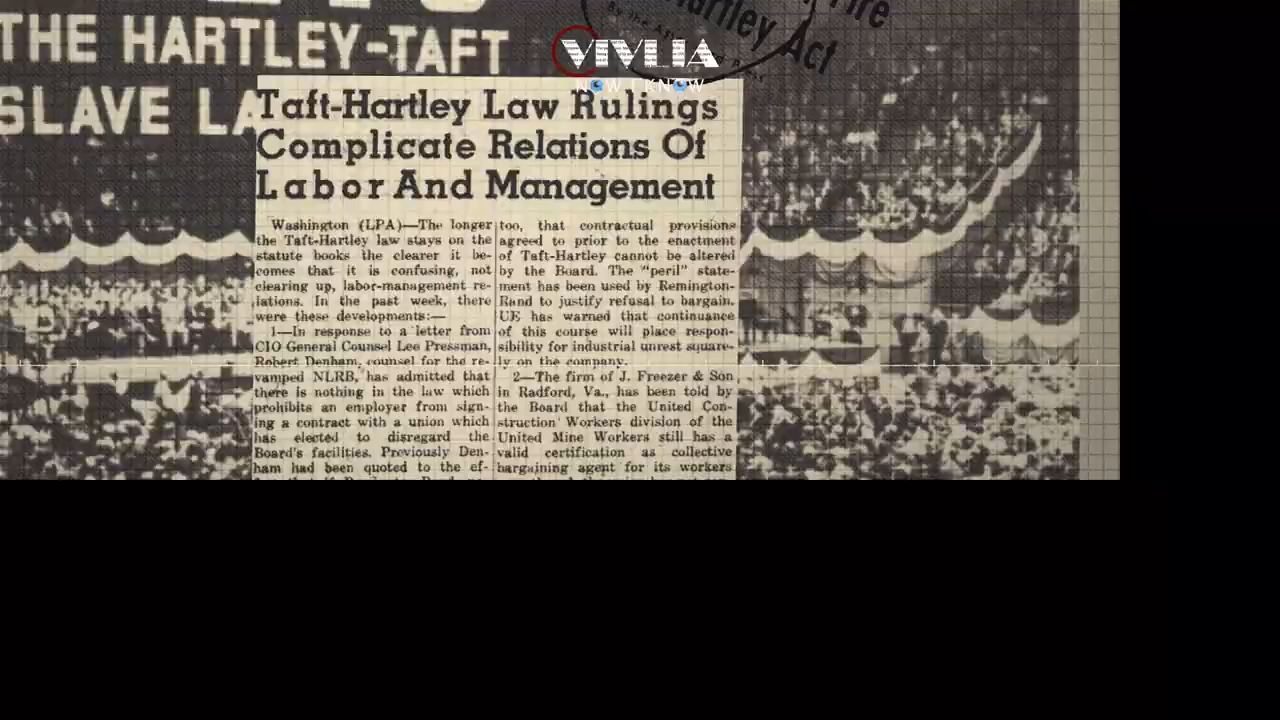 THE HARTLEY-TAFT
SLAVE LA
Hartley Act
Fire
By the Ass
VIVLIA
NOW I KNOW
Taft-Hartley Law Rulings
Complicate Relations Of
Labor And Management
Washington (LPA)—The longer
the Taft-Hartley law stays on the
statute books the clearer it be-
comes that it is confusing, not
clearing up, labor-management re-
lations. In the past week, there
were these developments:—
1—In response to a letter from
CIO General Counsel Lee Pressman,
Robert Denham, counsel for the re-
vamped NLRB, has admitted that
there is nothing in the law which
prohibits an employer from sign-
ing a contract with a union which
has elected to disregard the
Board's facilities. Previously Den-
ham had been quoted to the ef-
too, that contractual provisions
agreed to prior to the enactment
of Taft-Hartley cannot be altered
by the Board. The "peril" state-
ment has been used by Remington-
Rand to justify refusal to bargain.
UE has warned that continuance
of this course will place respon-
sibility for industrial unrest square-
ly on the company.
2—The firm of J. Freezer & Son
in Radford, Va., has been told by
the Board that the United Con-
struction Workers division of the
United Mine Workers still has a
valid certification as collective
bargaining agent for its workers